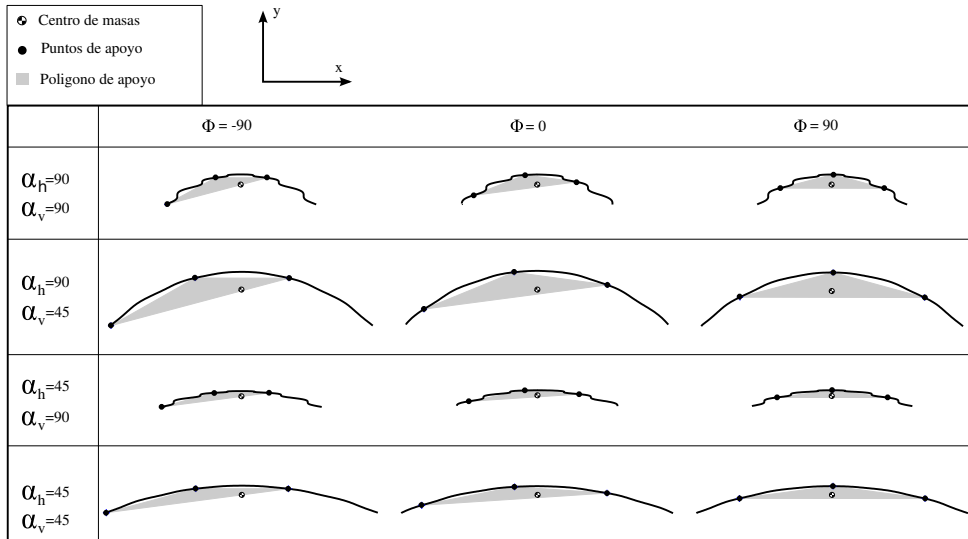 Centro de masas
Puntos de apoyo
Poligono de apoyo
y
x
Φ = -90
Φ = 0
Φ = 90
αh=90
αv=90
αh=90
αv=45
αh=45
αv=90
αh=45
αv=45